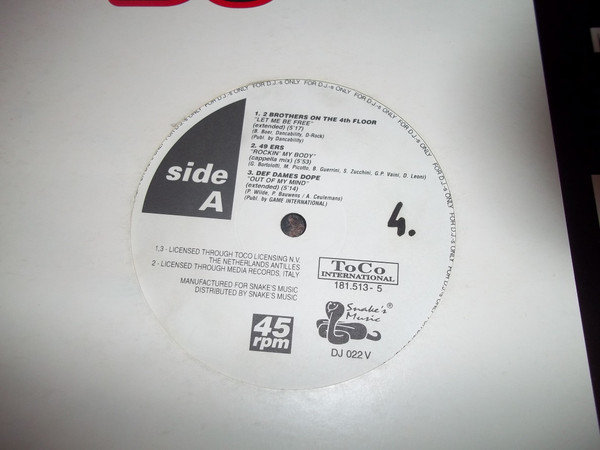 FOR D.J.-s ONLY FOR D.J.-s ONLY FOR D.J.-s ONLY FOR D.J.-s ONLY FOR D.J.-s ONLY
side
A
1. 2 BROTHERS ON THE 4th FLOOR
"LET ME BE FREE"
(extended) (5'17)
(B. Boer, Dancability, D-Rock)
(Publ. by Dancability)
2. 49 ERS
"ROCKIN' MY BODY"
(cappella mix) (5'53)
(G. Bortolotti, M. Picotto, B. Guerrini, S. Zucchini, G.P. Vaini, D. Leoni)
3. DEF DAMES DOPE
"OUT OF MY MIND"
(extended) (5'14)
(P. Wilde, P. Bauwens / A. Ceulemans)
(Publ. by GAME INTERNATIONAL)
4.
1,3 - LICENSED THROUGH TOCO LICENSING N.V.
THE NETHERLANDS ANTILLES
2 - LICENSED THROUGH MEDIA RECORDS, ITALY
MANUFACTURED FOR SNAKE'S MUSIC
DISTRIBUTED BY SNAKE'S MUSIC
ToCo
INTERNATIONAL
181.513-5
45
rpm
Snake's
Music ®
DJ 022 V